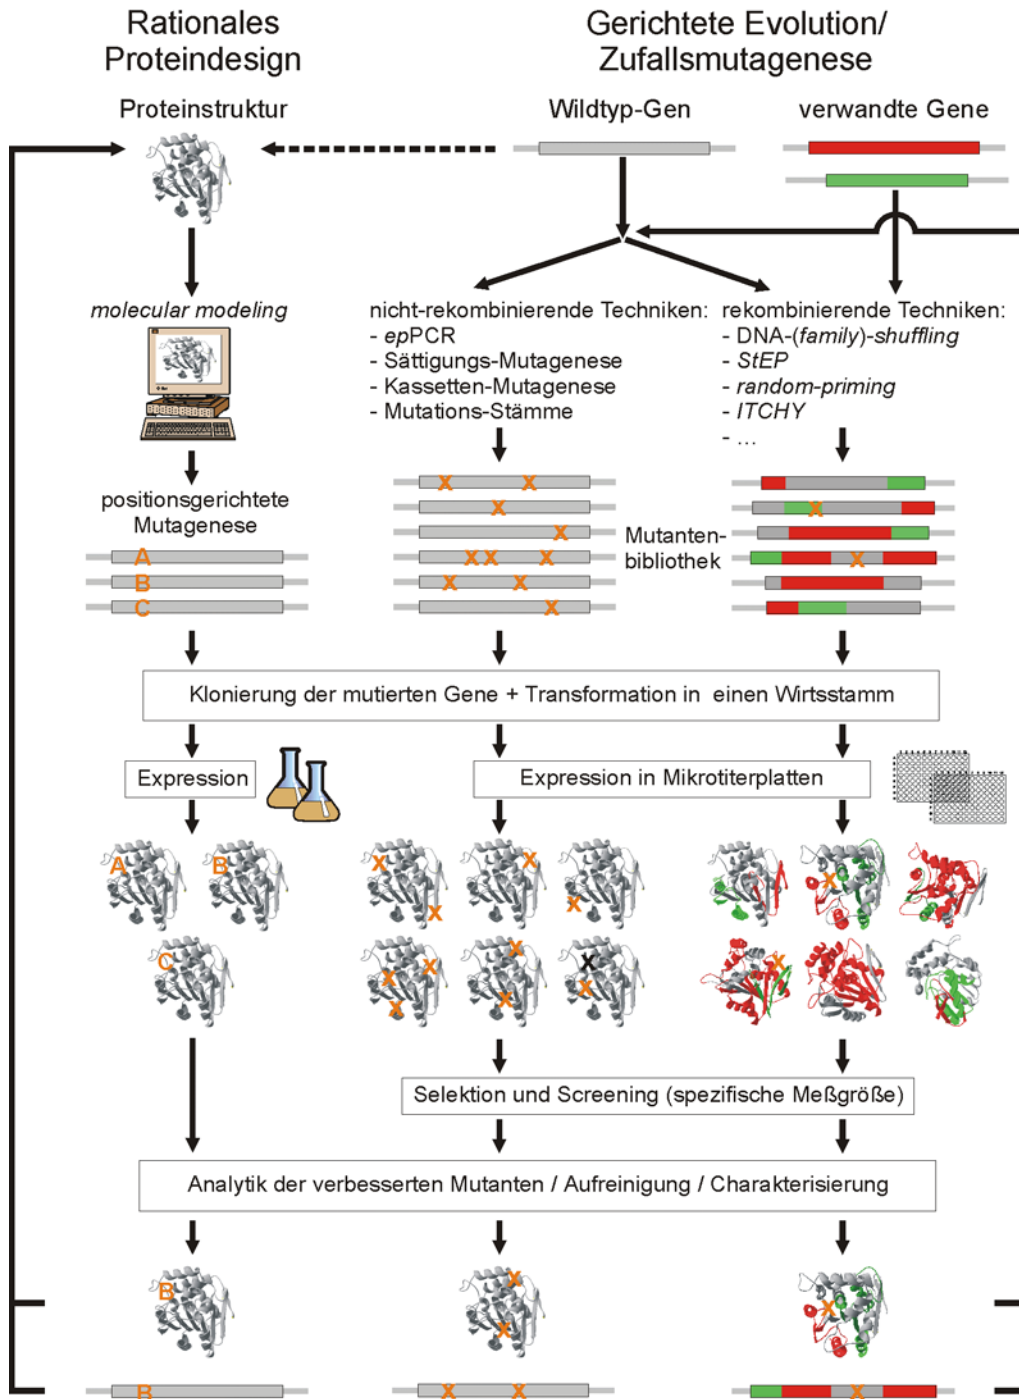 Rationales
Proteindesign
Gerichtete Evolution/
Zufallsmutagenese
Proteinstruktur
Wildtyp-Gen
verwandte Gene
molecular modeling
nicht-rekombinierende Techniken:
- epPCR
- Sättigungs-Mutagenese
- Kassetten-Mutagenese
- Mutations-Stämme
rekombinierende Techniken:
- DNA-(family)-shuffling
- StEP
- random-priming
- ITCHY
- ...
positionsgerichtete
Mutagenese
A
B
C
X X
X
X
X X X
X X
X
Mutanten-
bibliothek
X
X
Klonierung der mutierten Gene + Transformation in einen Wirtsstamm
Expression
Expression in Mikrotiterplatten
A
B
C
X X
X
X
X X X
X X
X X
X
X
Selektion und Screening (spezifische Meßgröße)
Analytik der verbesserten Mutanten / Aufreinigung / Charakterisierung
B
X
X
X
B
X X
X